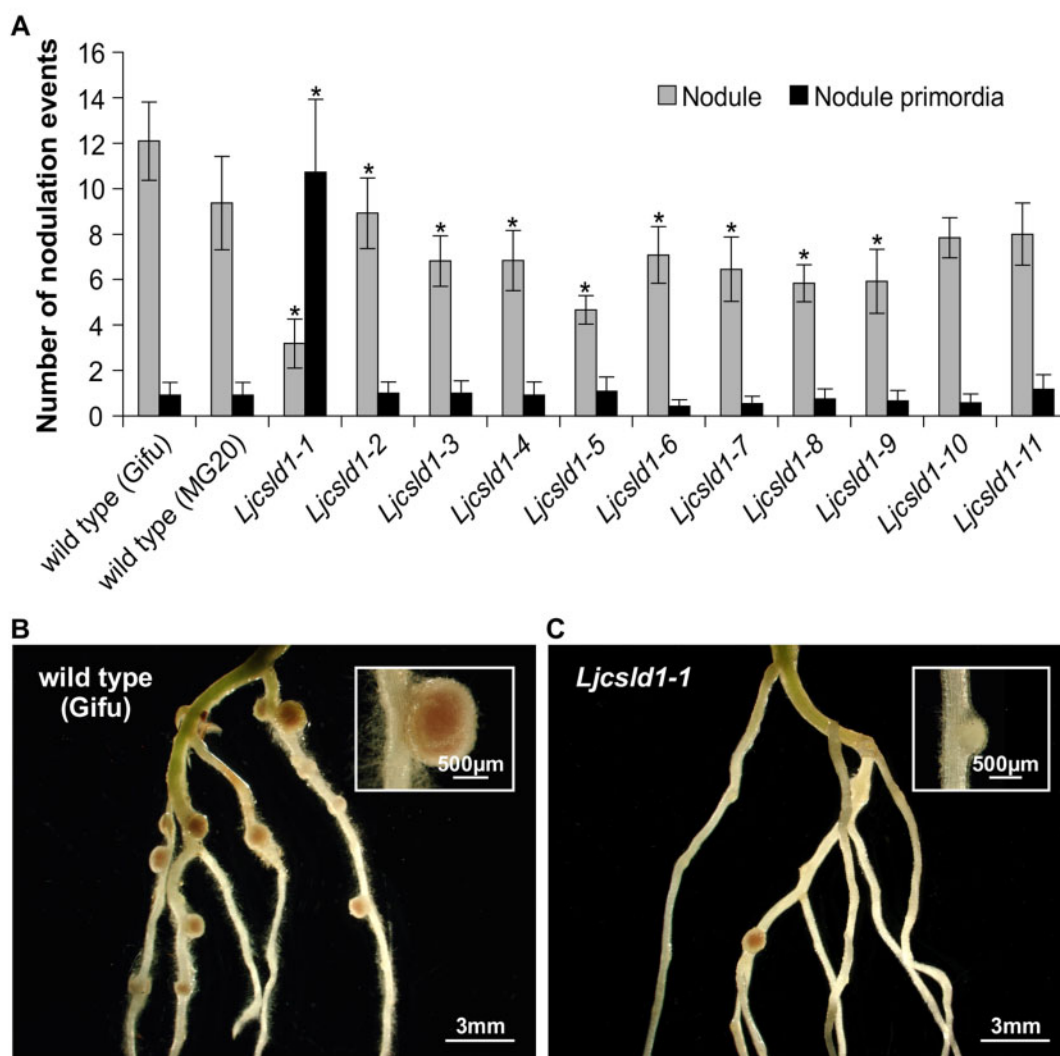 A
Number of nodulation events
16
14
12
10
8
6
4
2
0
Nodule
Nodule primordia
*
*
*
*
*
*
*
*
*
*
wild type (Gifu)
wild type (MG20)
Ljcsld1-1
Ljcsld1-2
Ljcsld1-3
Ljcsld1-4
Ljcsld1-5
Ljcsld1-6
Ljcsld1-7
Ljcsld1-8
Ljcsld1-9
Ljcsld1-10
Ljcsld1-11
B
wild type
(Gifu)
500µm
3mm
C
Ljcsld1-1
500µm
3mm